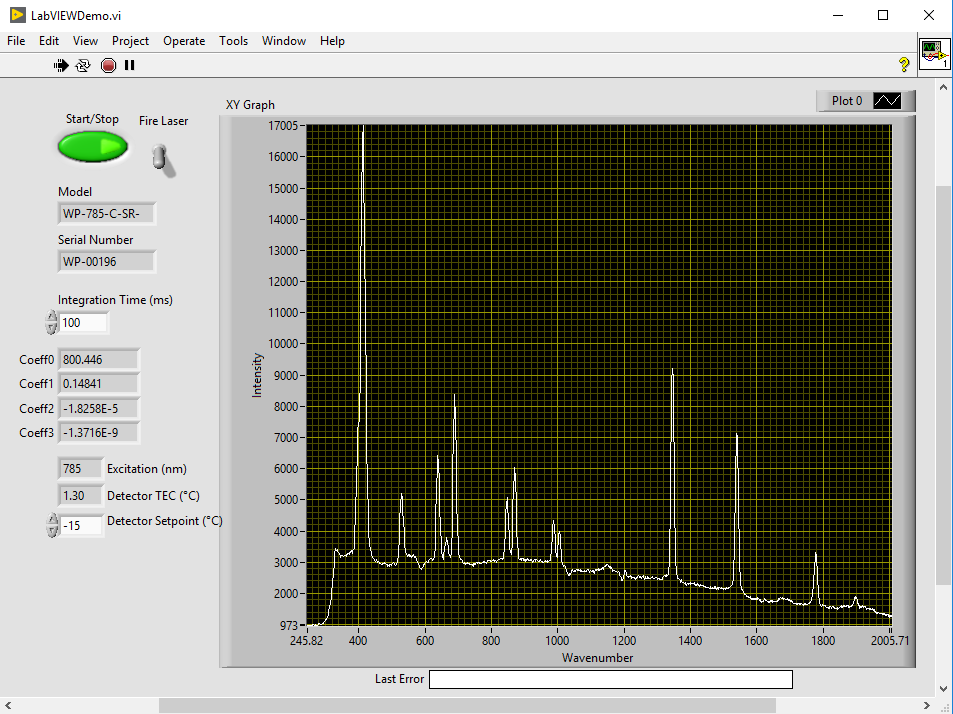 LabVIEWDemo.vi
File Edit View Project Operate Tools Window Help
?
1
Start/Stop
Fire Laser
Model
WP-785-C-SR-
Serial Number
WP-00196
Integration Time (ms)
100
Coeff0 800.446
Coeff1 0.14841
Coeff2 -1.8258E-5
Coeff3 -1.3716E-9
785 Excitation (nm)
1.30 Detector TEC (°C)
-15 Detector Setpoint (°C)
XY Graph
Plot 0
17005
16000
15000
14000
13000
12000
11000
10000
9000
8000
7000
6000
5000
4000
3000
2000
973
Intensity
245.82 400 600 800 1000 1200 1400 1600 1800 2005.71
Wavenumber
Last Error